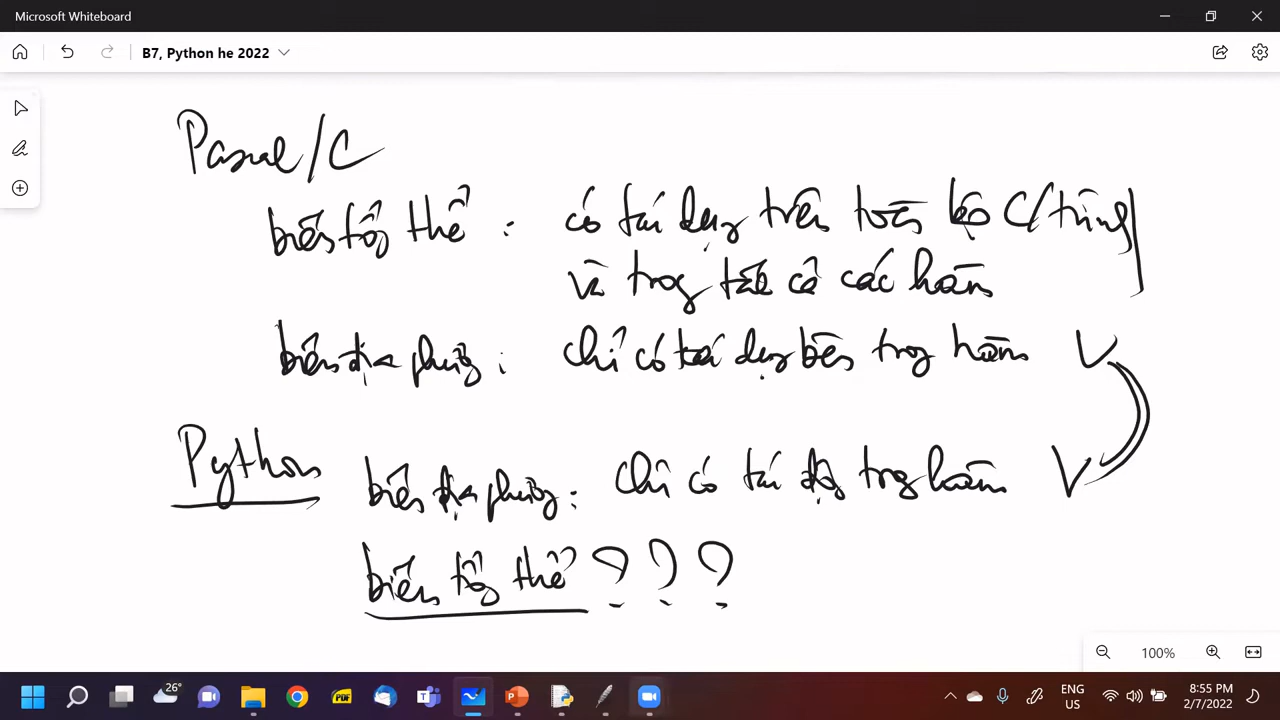 Microsoft Whiteboard
B7, Python he 2022
Pascal/C
biến tổng thể : có tác dụng trên toàn bộ C/trình
và trong tất cả các hàm
biến địa phương : chỉ có tác dụng bên trong hàm V
Python biến địa phương : chỉ có tác động trong hàm V
biến tổng thể ???
100%
26°
ENG
US
8:55 PM
2/7/2022